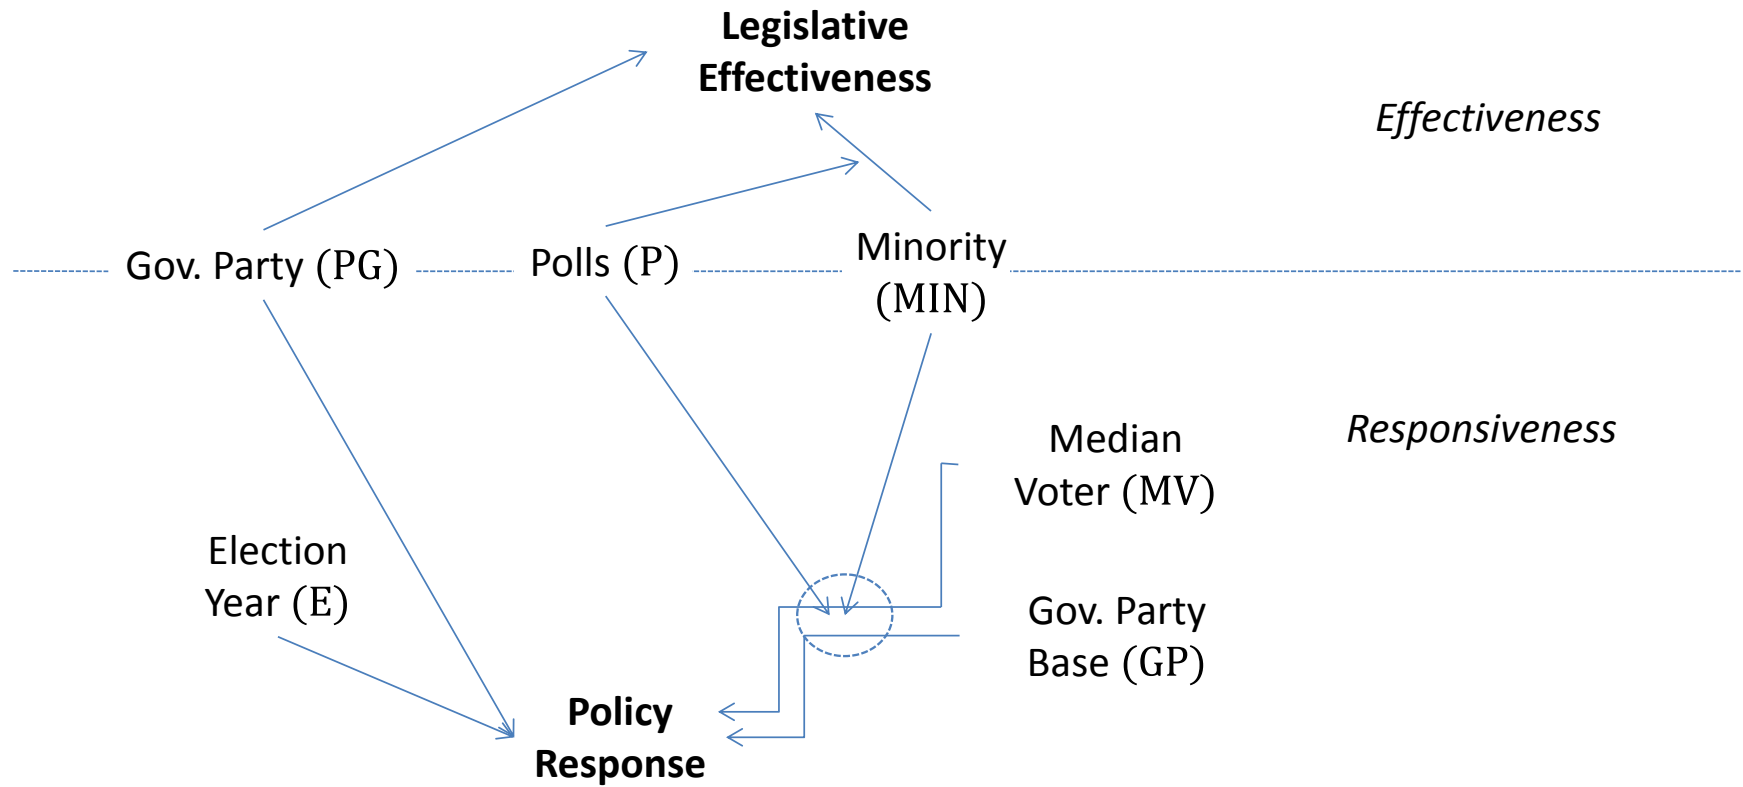 Legislative
Effectiveness
Effectiveness
Gov. Party (PG)
Polls (P)
Minority
(MIN)
Responsiveness
Median
Voter (MV)
Election
Year (E)
Gov. Party
Base (GP)
Policy
Response